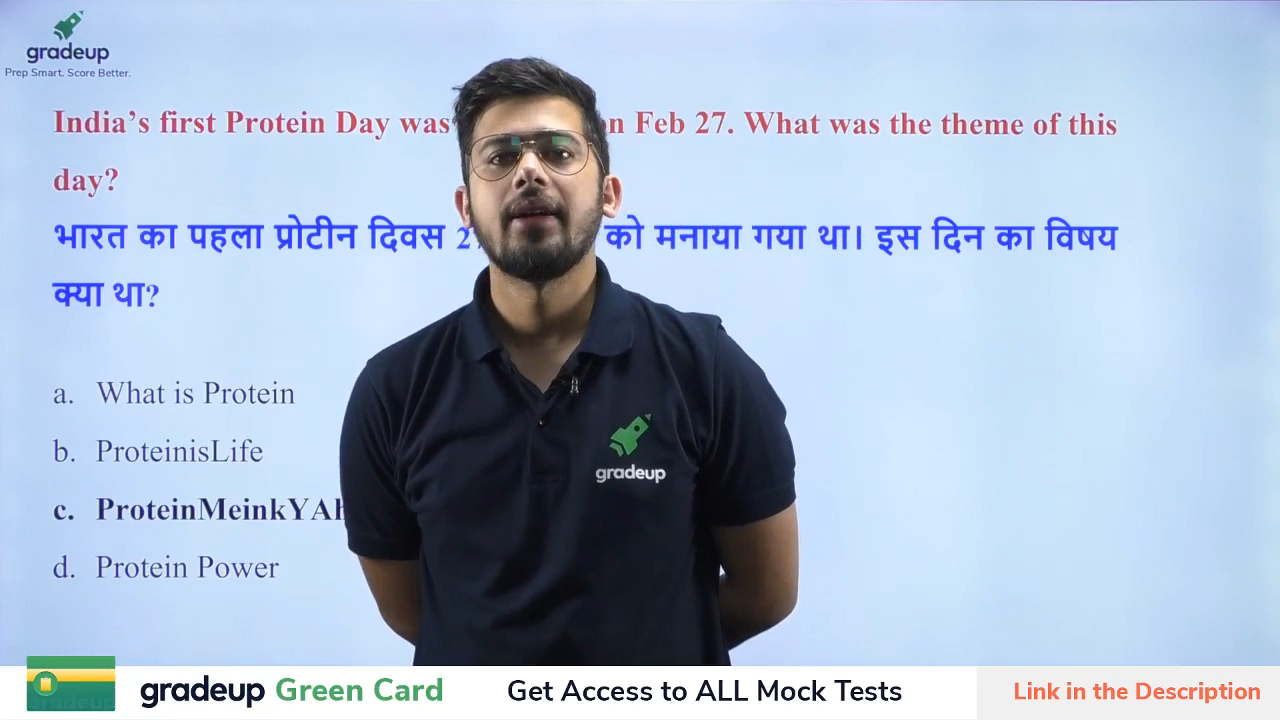 gradeup
Prep Smart. Score Better.
India’s first Protein Day was on Feb 27. What was the theme of this
day?
भारत का पहला प्रोटीन दिवस को मनाया गया था। इस दिन का विषय
क्या था?
a. What is Protein
b. ProteinisLife
c.
d. Protein Power
gradeup
gradeup Green Card
Get Access to ALL Mock Tests
Link in the Description